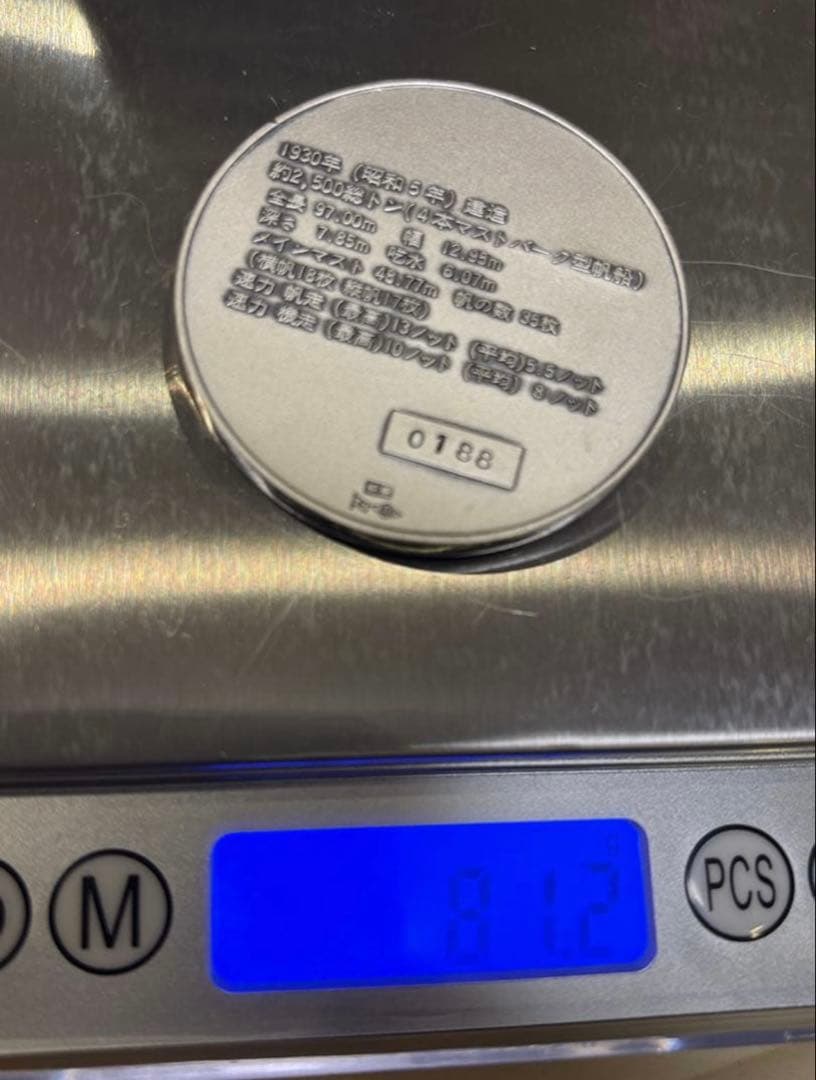 1930年 (昭和5年) 建造
約2,500総トン(4本マストバーク型帆船)
全長 97.00m 幅 12.95m
深さ 7.85m 吃水 6.07m
メインマスト 49.77m 帆の数 35枚
(横帆18枚 縦帆17枚)
速力 帆走 (最高)13ノット (平均)5.5ノット
速力 機走 (最高)10ノット (平均) 8ノット
0188
M
81.2
PCS